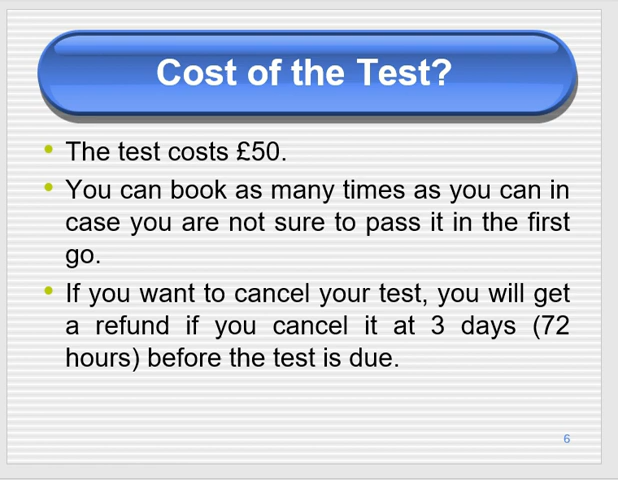 Cost of the Test?
• The test costs £50.
• You can book as many times as you can in
case you are not sure to pass it in the first
go.
• If you want to cancel your test, you will get
a refund if you cancel it at 3 days (72
hours) before the test is due.
6